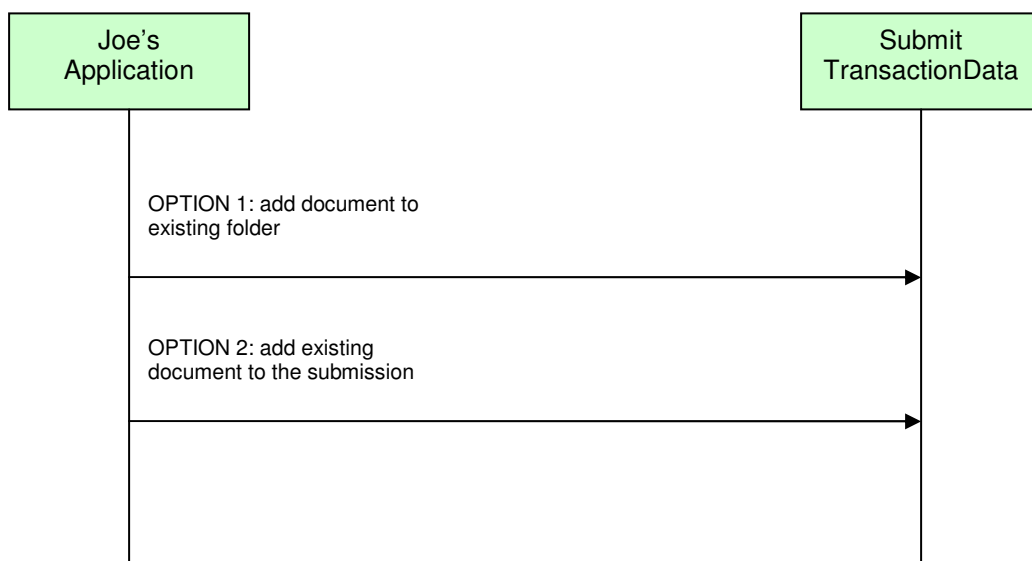 Joe's
Application
Submit
TransactionData
OPTION 1: add document to
existing folder
OPTION 2: add existing
document to the submission